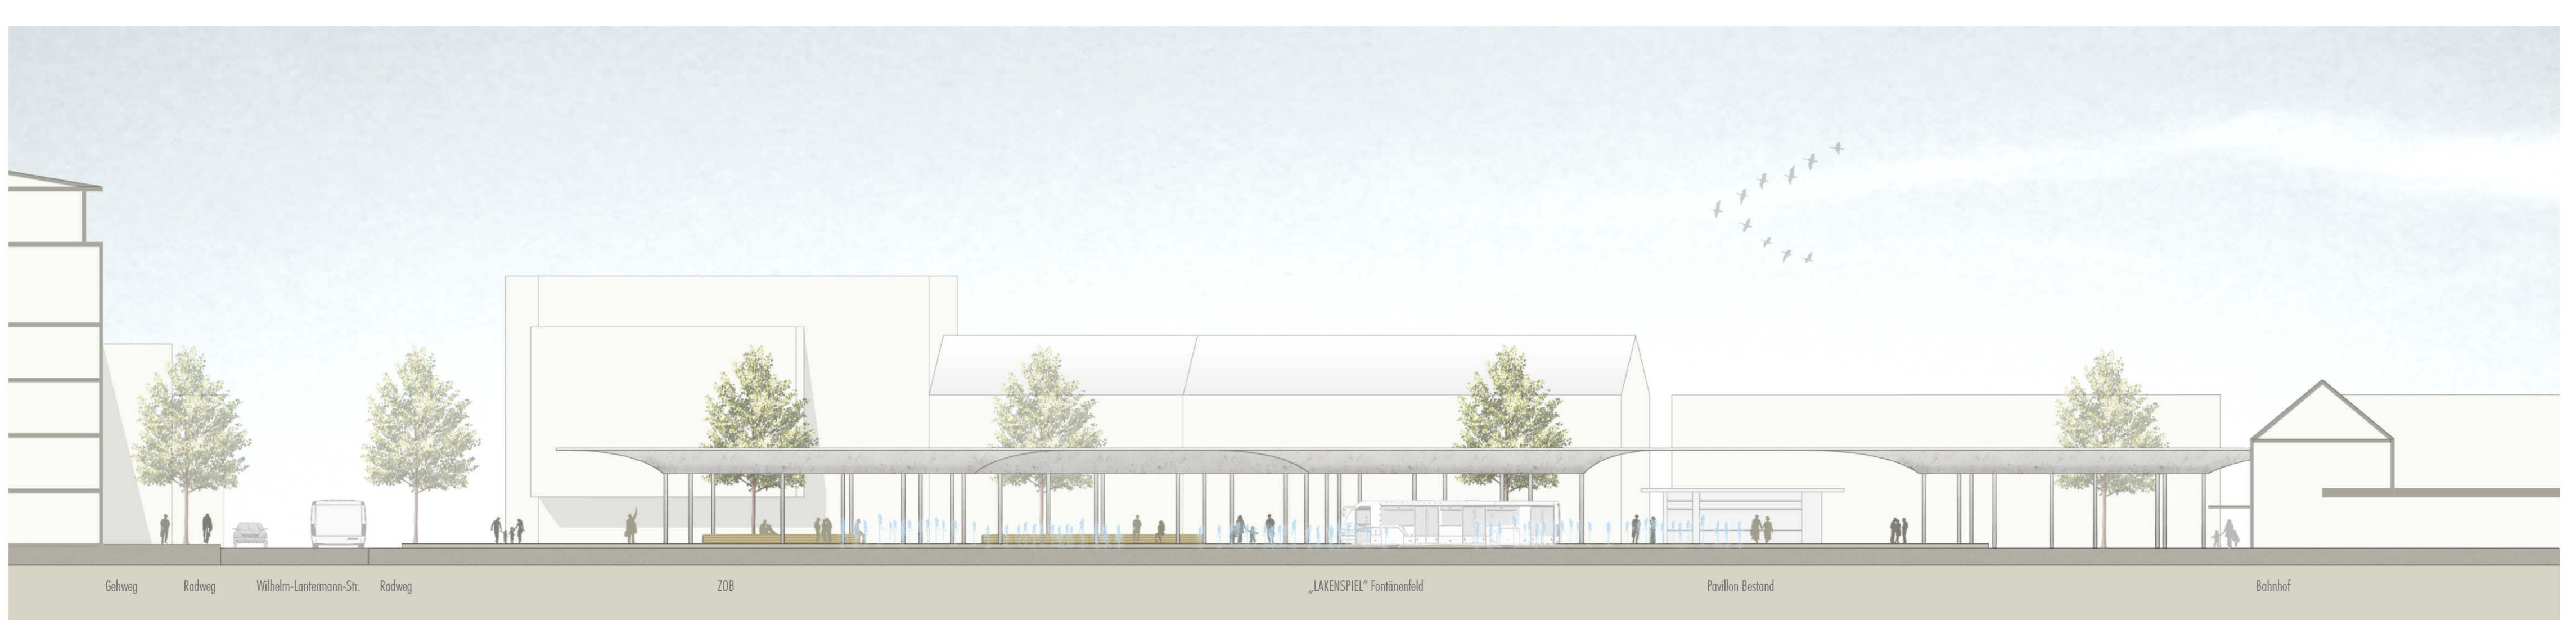 Gehweg
Radweg
Wilhelm-Lantermann-Str.
Radweg
ZOB
„LAKENSPIEL“ Fontänenfeld
Pavillon Bestand
Bahnhof